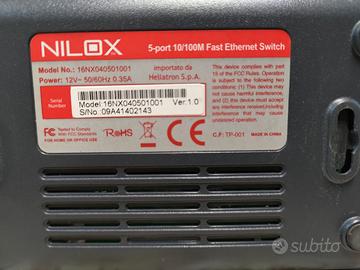 NILOX
5-port 10/100M Fast Ethernet Switch
Model No.: 16NX040501001
Power: 12V~ 50/60Hz 0.35A
importato da
Hellatron S.p.A.
This device complies with part
15 of the FCC Rules. Operation
is subject to the following two
conditions: (1) This device may
not cause harmful interference,
and (2) this device must accept
any interference received,including
interference that may cause
undesired operation.
Serial
Number
Model:16NX040501001 Ver:1.0
S/No. 09A41402143
FC
Tested To Comply
With FCC Standards
FOR HOME OR OFFICE USE
CE
RoHS
C.F: TP-001
MADE IN CHINA
subito